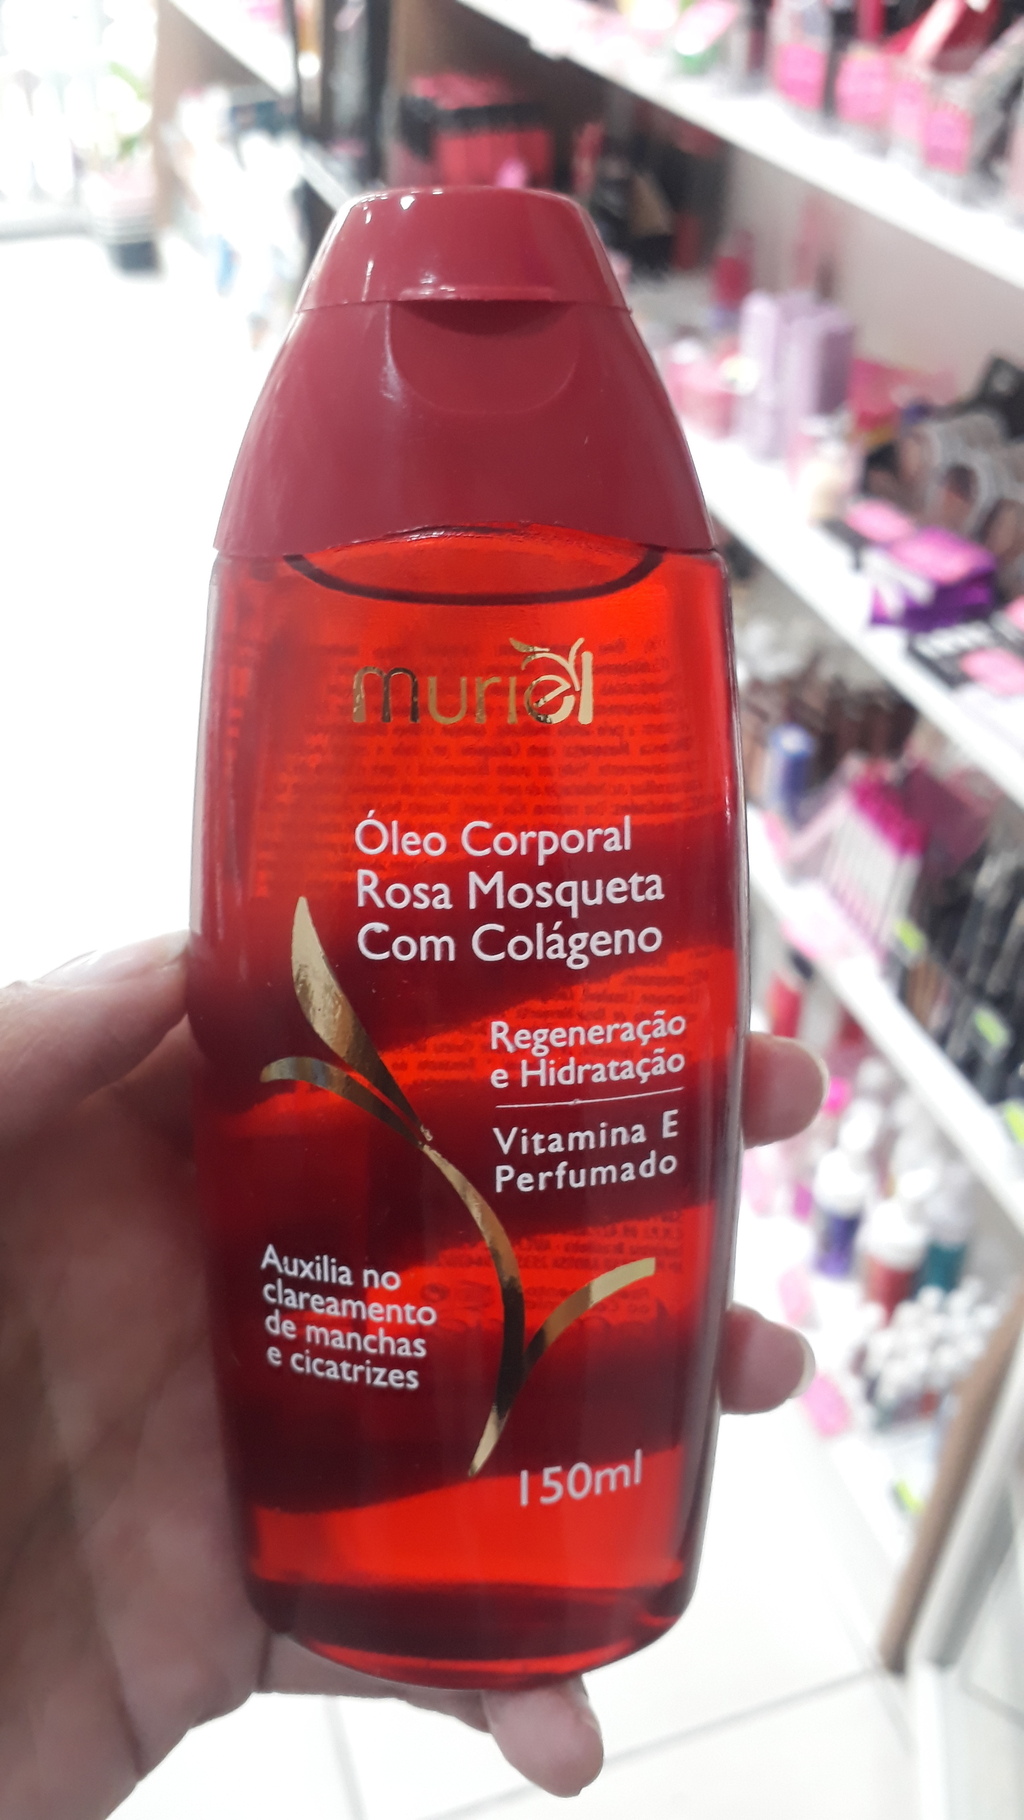 muriel
Óleo Corporal
Rosa Mosqueta
Com Colágeno
Regeneração
e Hidratação
Vitamina E
Perfumado
Auxilia no
clareamento
de manchas
e cicatrizes
150ml